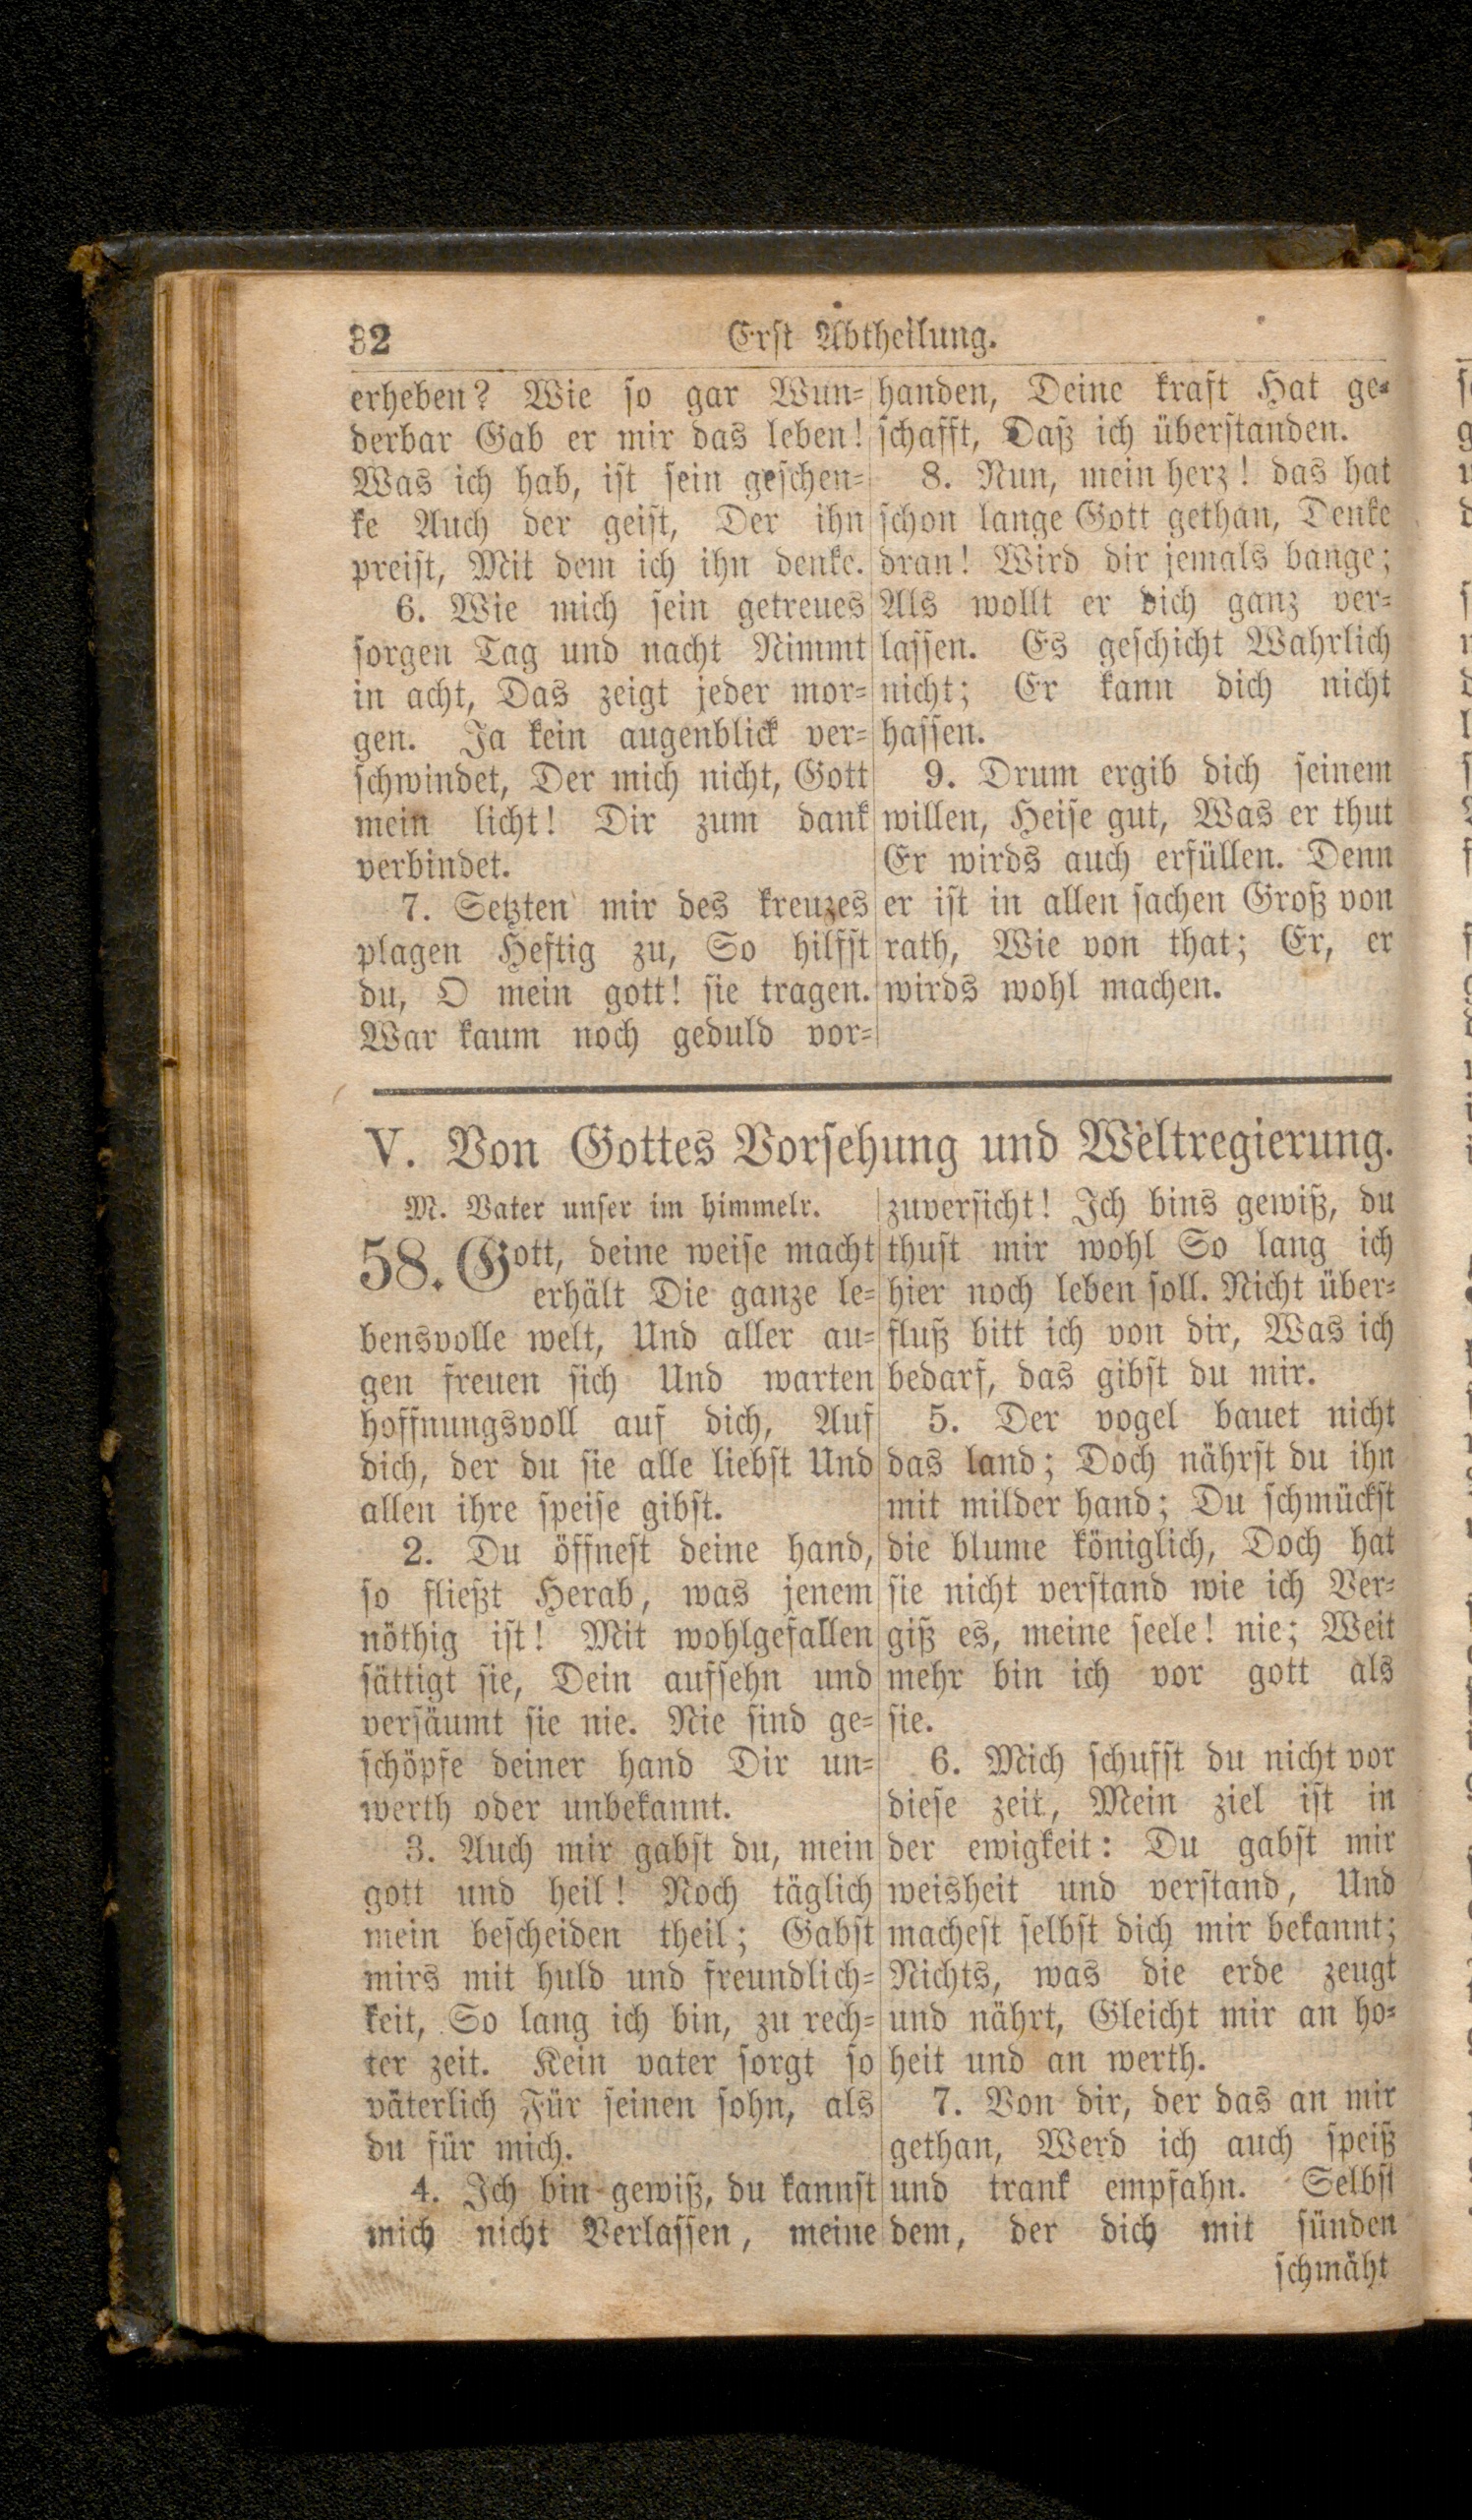 32
Erst Abtheilung.
erheben? Wie so gar Wun-
derbar Gab er mir das leben!
Was ich hab, ist sein geschen-
ke Auch der geist, Der ihn
preist, Mit dem ich ihn denke.
6. Wie mich sein getreues
sorgen Tag und nacht Nimmt
in acht, Das zeigt jeder mor-
gen. Ja kein augenblick ver-
schwindet, Der mich nicht, Gott
mein licht! Dir zum dank
verbindet.
7. Setzten mir des kreuzes
plagen Heftig zu, So hilfst
du, O mein gott! sie tragen.
War kaum noch geduld vor-
handen, Deine kraft Hat ge-
schafft, Daß ich überstanden.
8. Nun, mein herz! das hat
schon lange Gott gethan, Denke
dran! Wird dir jemals bange;
Als wollt er dich ganz ver-
lassen. Es geschicht Wahrlich
nicht; Er kann dich nicht
hassen.
9. Drum ergib dich seinem
willen, Heise gut, Was er thut
Er wirds auch erfüllen. Denn
er ist in allen sachen Groß von
rath, Wie von that; Er, er
wirds wohl machen.
V. Von Gottes Vorsehung und Weltregierung.
M. Vater unser im himmelr.
58. Gott, deine weise macht
erhält Die ganze le-
bensvolle welt, Und aller au-
gen freuen sich Und warten
hoffnungsvoll auf dich, Auf
dich, der du sie alle liebst Und
allen ihre speise gibst.
2. Du öffnest deine hand,
so fließt Herab, was jenem
nöthig ist! Mit wohlgefallen
sättigt sie, Dein aufsehn und
versäumt sie nie. Nie sind ge-
schöpfe deiner hand Dir un-
werth oder unbekannt.
3. Auch mir gabst du, mein
gott und heil! Noch täglich
mein bescheiden theil; Gabst
mirs mit huld und freundlich-
keit, So lang ich bin, zu rech-
ter zeit. Kein vater sorgt so
väterlich Für seinen sohn, als
du für mich.
4. Ich bin gewiß, du kannst
mich nicht Verlassen, meine
zuversicht! Ich bins gewiß, du
thust mir wohl So lang ich
hier noch leben soll. Nicht über-
fluß bitt ich von dir, Was ich
bedarf, das gibst du mir.
5. Der vogel bauet nicht
das land; Doch nährst du ihn
mit milder hand; Du schmückst
die blume königlich, Doch hat
sie nicht verstand wie ich Ver-
giß es, meine seele! nie; Weit
mehr bin ich vor gott als
sie.
6. Mich schufst du nicht vor
diese zeit, Mein ziel ist in
der ewigkeit: Du gabst mir
weisheit und verstand, Und
machest selbst dich mir bekannt;
Nichts, was die erde zeugt
und nährt, Gleicht mir an ho-
heit und an werth.
7. Von dir, der das an mir
gethan, Werd ich auch speiß
und trank empfahn. Selbst
dem, der dich mit sünden
schmäht